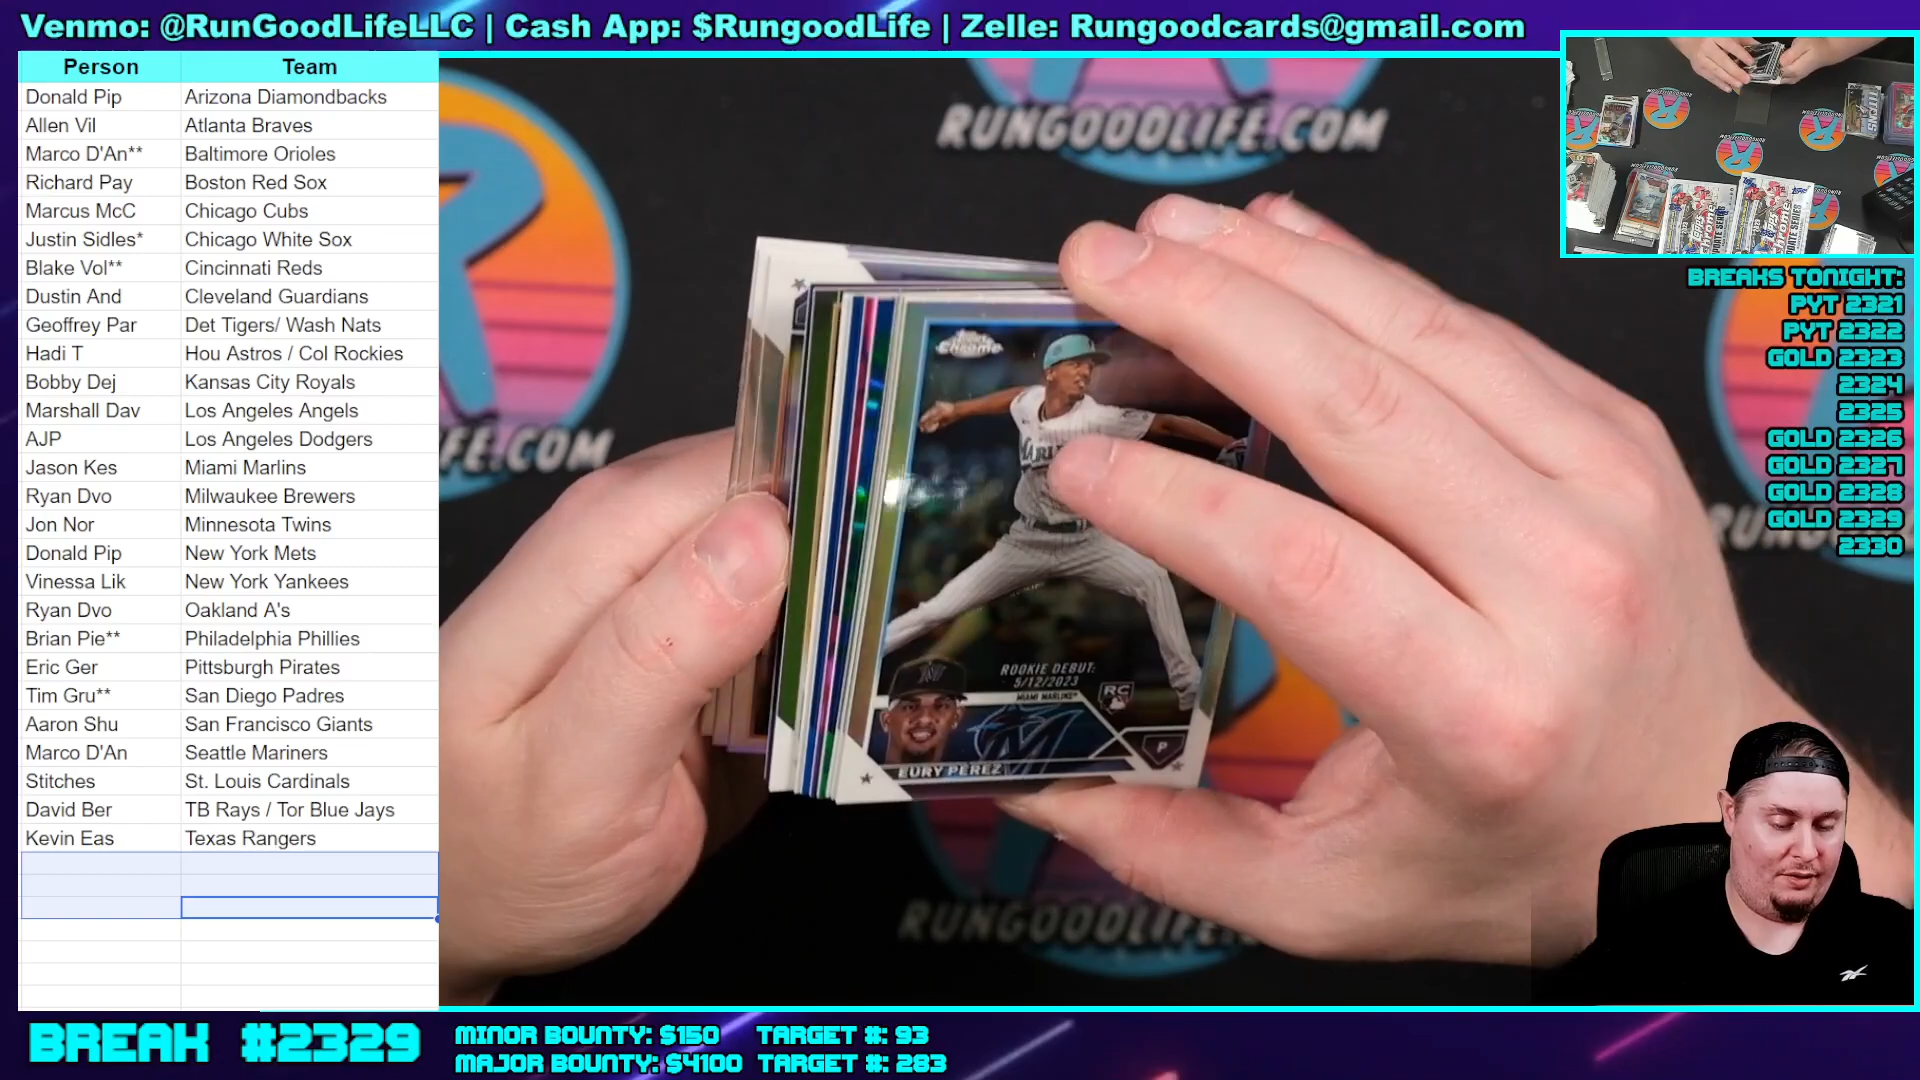 Venmo: @RunGoodLifeLLC | Cash App: $RungoodLife | Zelle: Rungoodcards@gmail.com
Person Team
Donald Pip Arizona Diamondbacks
Allen Vil Atlanta Braves
Marco D'An** Baltimore Orioles
Richard Pay Boston Red Sox
Marcus McC Chicago Cubs
Justin Sidles* Chicago White Sox
Blake Vol** Cincinnati Reds
Dustin And Cleveland Guardians
Geoffrey Par Det Tigers/ Wash Nats
Hadi T Hou Astros / Col Rockies
Bobby Dej Kansas City Royals
Marshall Dav Los Angeles Angels
AJP Los Angeles Dodgers
Jason Kes Miami Marlins
Ryan Dvo Milwaukee Brewers
Jon Nor Minnesota Twins
Donald Pip New York Mets
Vinessa Lik New York Yankees
Ryan Dvo Oakland A's
Brian Pie** Philadelphia Phillies
Eric Ger Pittsburgh Pirates
Tim Gru** San Diego Padres
Aaron Shu San Francisco Giants
Marco D'An Seattle Mariners
Stitches St. Louis Cardinals
David Ber TB Rays / Tor Blue Jays
Kevin Eas Texas Rangers
RUNGOODLIFE.COM
FE.COM
Topps Chrome
ROOKIE DEBUT:
5/12/2023
MIAMI MARLINS
RC
P
EURY PEREZ
RUNGOODLIFE.
BREAKS TONIGHT:
PYT 2321
PYT 2322
GOLD 2323
2324
2325
GOLD 2326
GOLD 2327
GOLD 2328
GOLD 2329
2330
BREAK #2329
MINOR BOUNTY: $150 TARGET #: 93
MAJOR BOUNTY: $4100 TARGET #: 283